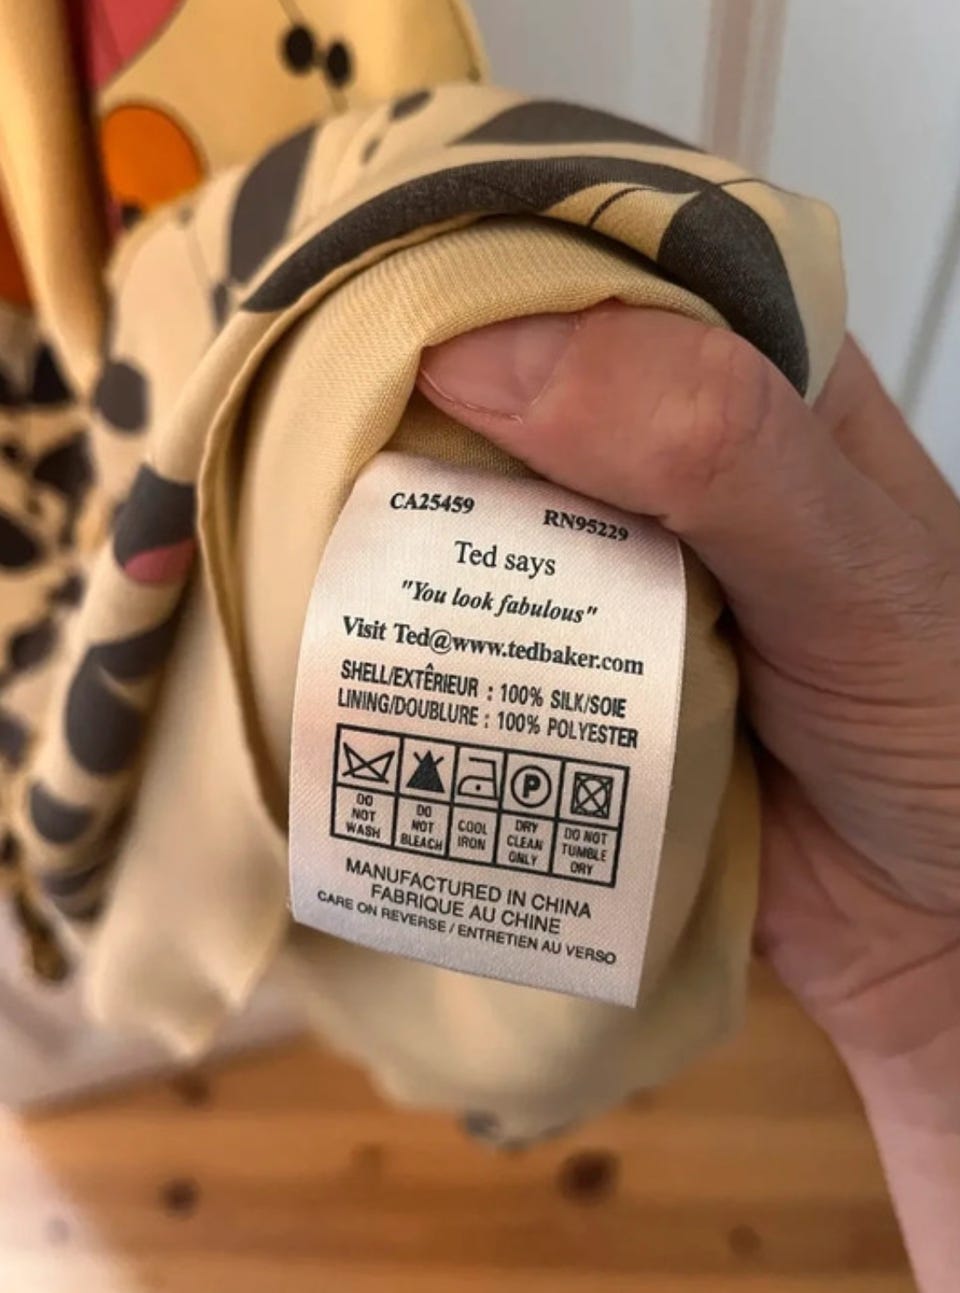 CA25459 RN95229
Ted says
"You look fabulous"
Visit Ted@www.tedbaker.com
SHELL/EXTÊRIEUR : 100% SILK/SOIE
LINING/DOUBLURE : 100% POLYESTER
DO NOT WASH
DO NOT BLEACH
COOL IRON
P
DRY CLEAN ONLY
DO NOT TUMBLE DRY
MANUFACTURED IN CHINA
FABRIQUE AU CHINE
CARE ON REVERSE / ENTRETIEN AU VERSO